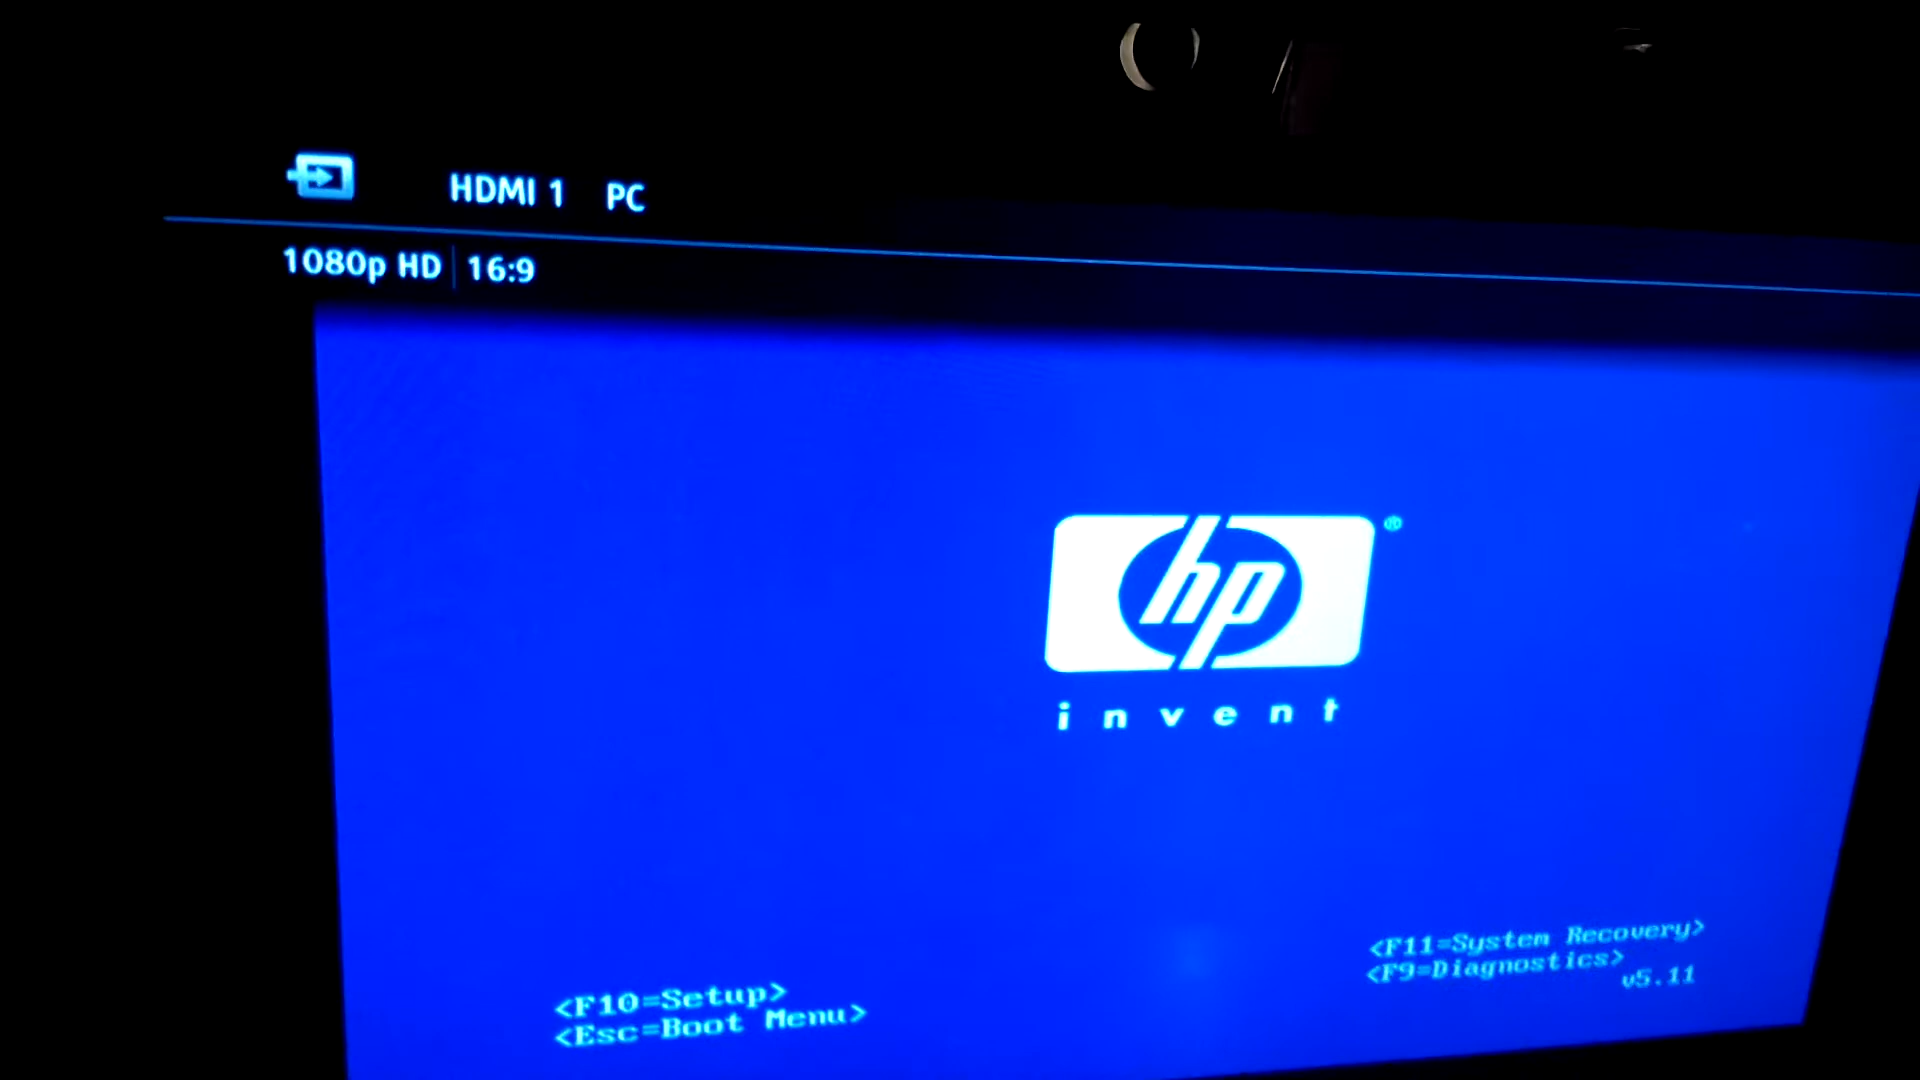 HDMI 1 PC
1080p HD 16:9
hp ®
invent
<F11=System Recovery>
<F9=Diagnostics>
v5.11
<F10=Setup>
<Esc=Boot Menu>